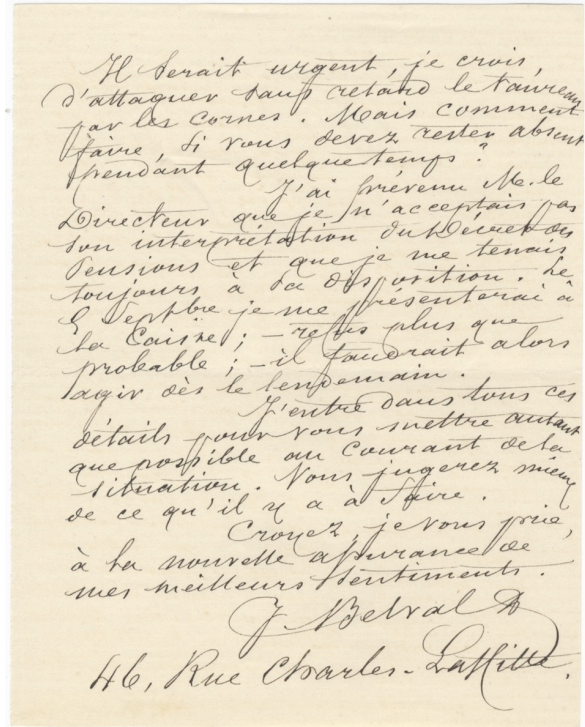 Il serait urgent, je crois,
d'attaquer sans retard le taureau
par les cornes. Mais comment
faire, si vous devez rester absent
pendant quelque temps?
J'ai prévenu M. le
Directeur que je n'acceptais pas
son interprétation du Décret des
Pensions et que je me tenais
toujours à sa disposition. Le
Septbre je me présenterai à
la Caisse; - refus plus que
probable; - il faudrait alors
agir dès le lendemain.
J'entre dans tous ces
détails pour vous mettre autant
que possible au courant de la
situation. Vous jugerez mieux
de ce qu'il y a à faire.
Croyez, je vous prie,
à la nouvelle assurance de
mes meilleurs sentiments.
J Belval
46, Rue Charles-Laffitte.